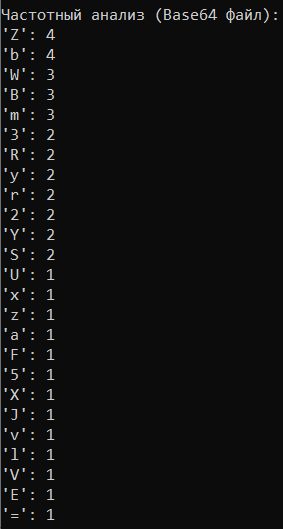 Частотный анализ (Base64 файл):
'Z': 4
'b': 4
'W': 3
'B': 3
'm': 3
'3': 2
'R': 2
'y': 2
'r': 2
'2': 2
'Y': 2
'S': 2
'U': 1
'x': 1
'z': 1
'a': 1
'F': 1
'5': 1
'X': 1
'J': 1
'v': 1
'l': 1
'V': 1
'E': 1
'=': 1